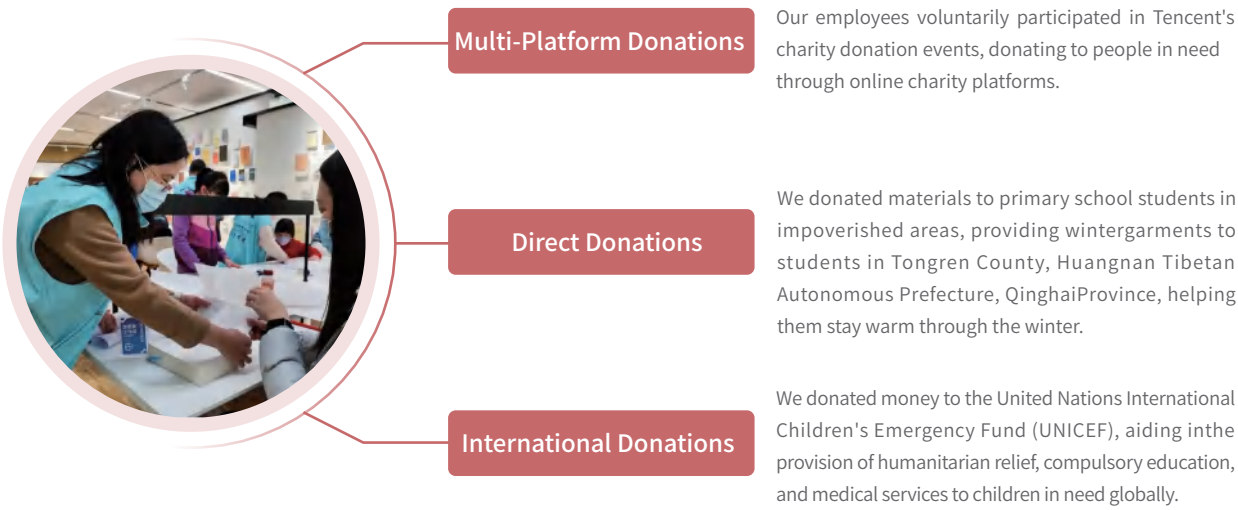 Multi-Platform Donations
Our employees voluntarily participated in Tencent's
charity donation events, donating to people in need
through online charity platforms.
Direct Donations
We donated materials to primary school students in
impoverished areas, providing wintergarments to
students in Tongren County, Huangnan Tibetan
Autonomous Prefecture, QinghaiProvince, helping
them stay warm through the winter.
International Donations
We donated money to the United Nations International
Children's Emergency Fund (UNICEF), aiding inthe
provision of humanitarian relief, compulsory education,
and medical services to children in need globally.